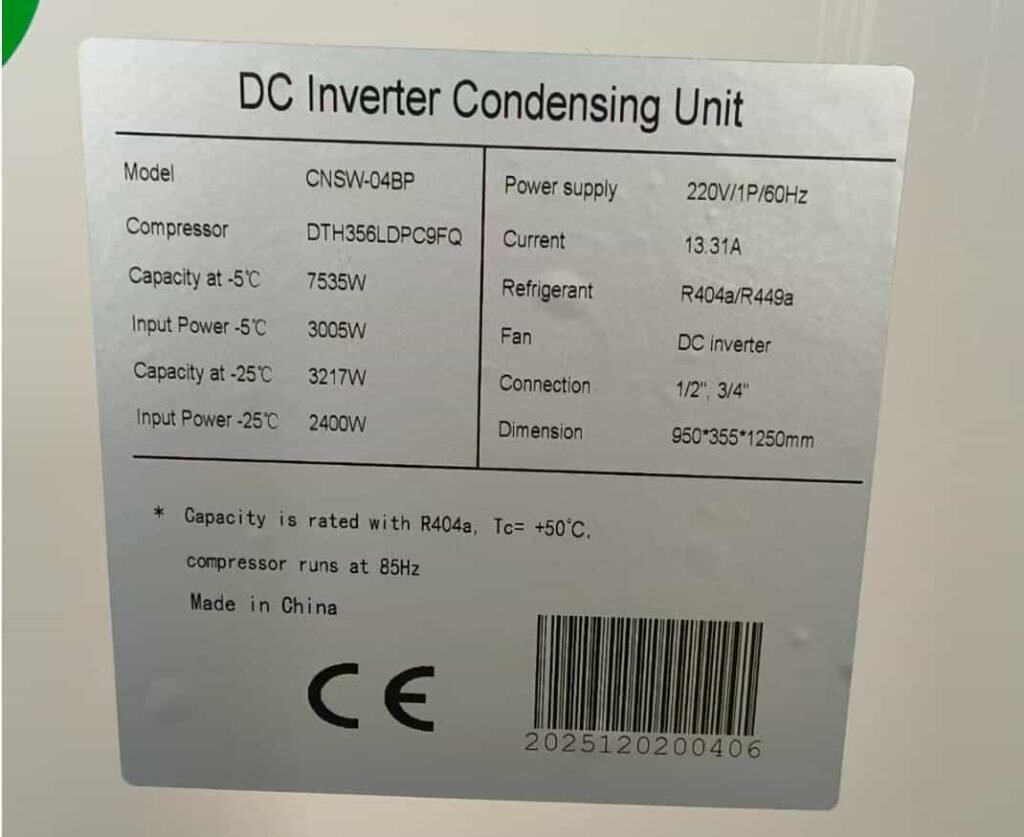 DC Inverter Condensing Unit
Model CNSW-04BP
Compressor DTH356LDPC9FQ
Capacity at -5℃ 7535W
Input Power -5℃ 3005W
Capacity at -25℃ 3217W
Input Power -25℃ 2400W
Power supply 220V/1P/60Hz
Current 13.31A
Refrigerant R404a/R449a
Fan DC inverter
Connection 1/2", 3/4"
Dimension 950*355*1250mm
* Capacity is rated with R404a, Tc= +50℃,
compressor runs at 85Hz
Made in China
CE
2025120200406